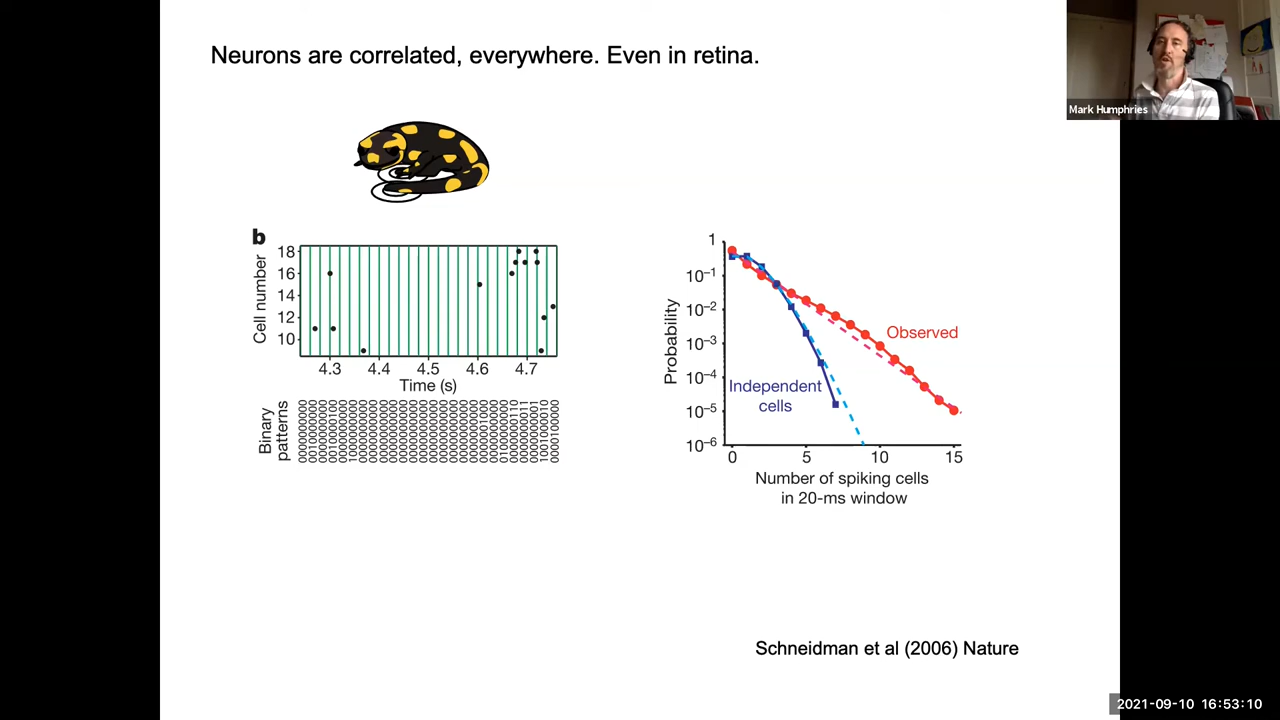 Neurons are correlated, everywhere. Even in retina.
Mark Humphries
b
Cell number
18
16
14
12
10
4.3 4.4 4.5 4.6 4.7
Time (s)
Binary patterns
Probability
1
10⁻¹
10⁻²
10⁻³
10⁻⁴
10⁻⁵
10⁻⁶
Observed
Independent
cells
0 5 10 15
Number of spiking cells
in 20-ms window
Schneidman et al (2006) Nature
2021-09-10 16:53:10